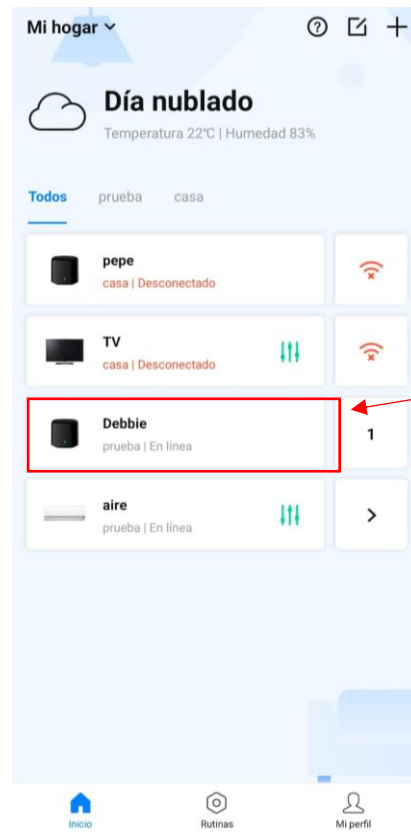 Mi hogar
Día nublado
Temperatura 22℃ | Humedad 83%
Todos prueba casa
pepe
casa | Desconectado
TV
casa | Desconectado
Debbie
prueba | En línea
1
aire
prueba | En línea
Inicio Rutinas Mi perfil